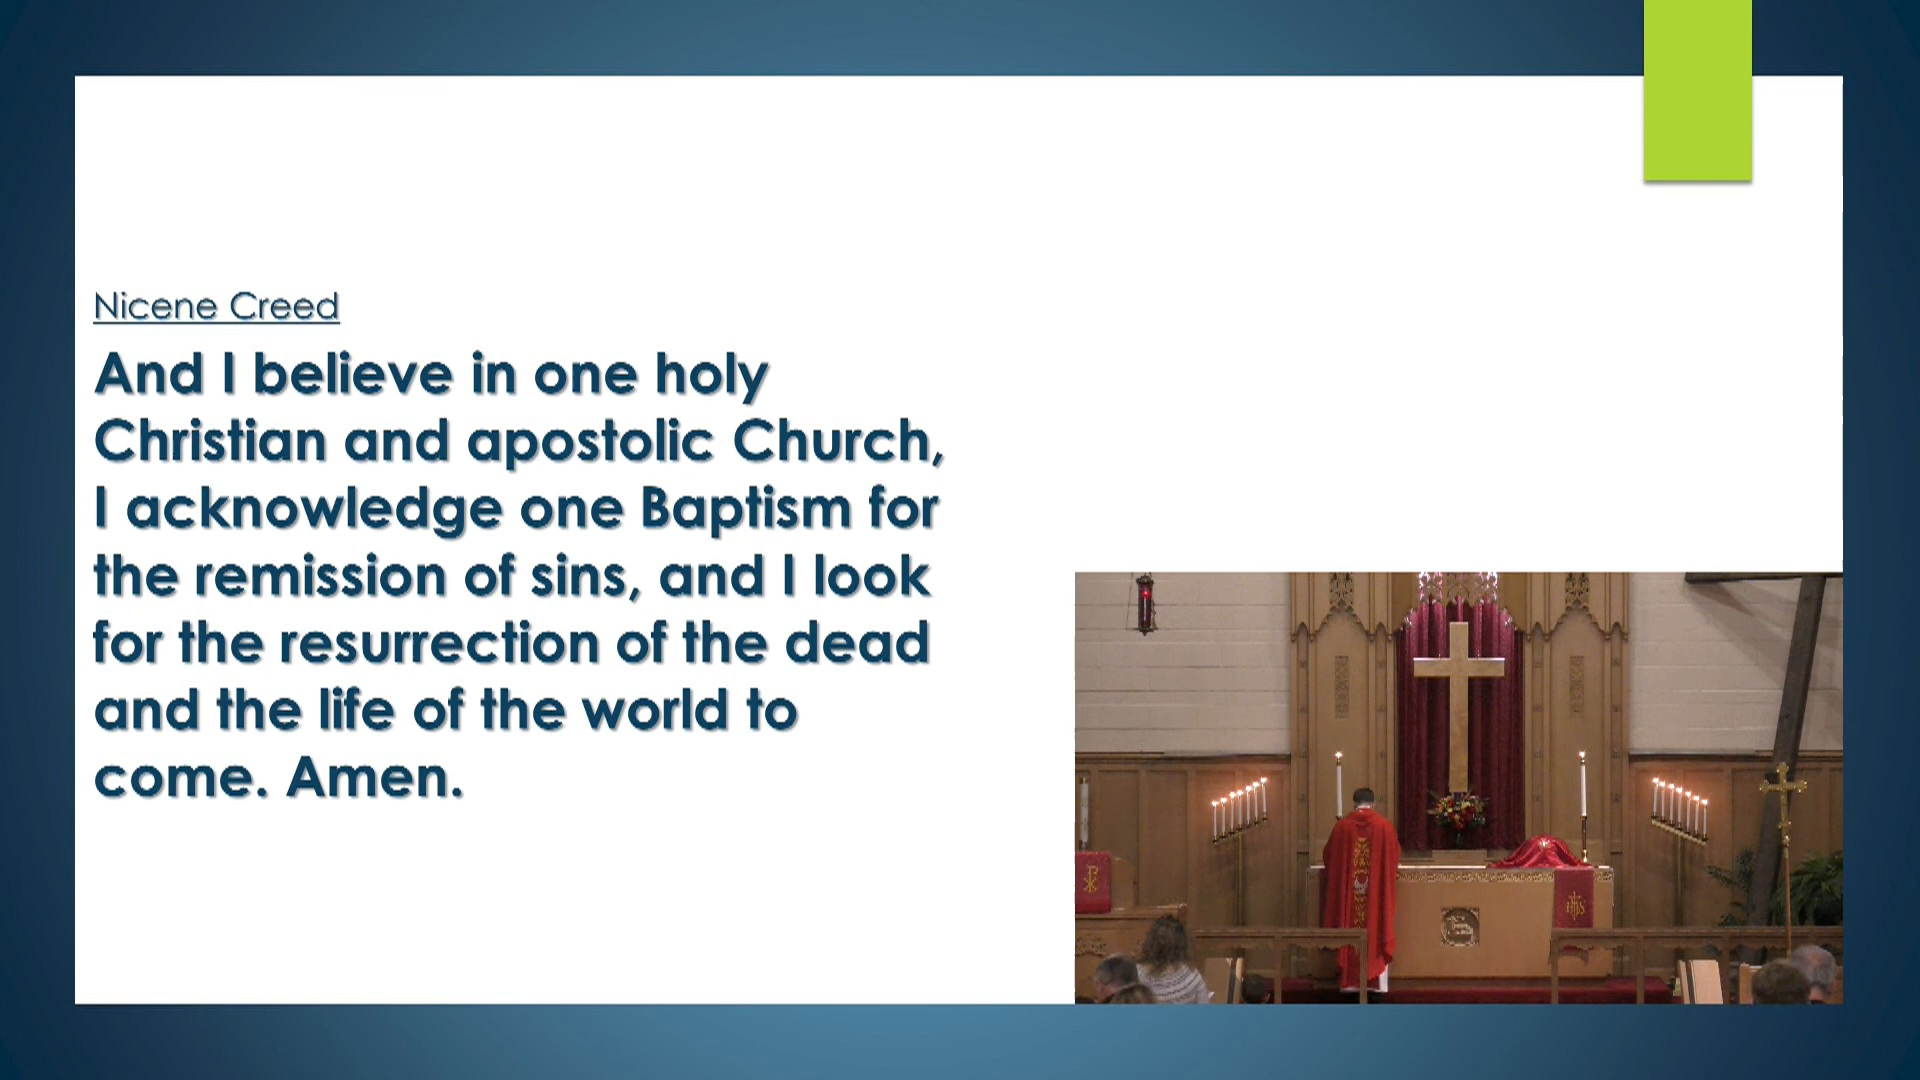 Nicene Creed
And I believe in one holy
Christian and apostolic Church,
I acknowledge one Baptism for
the remission of sins, and I look
for the resurrection of the dead
and the life of the world to
come. Amen.
IHS